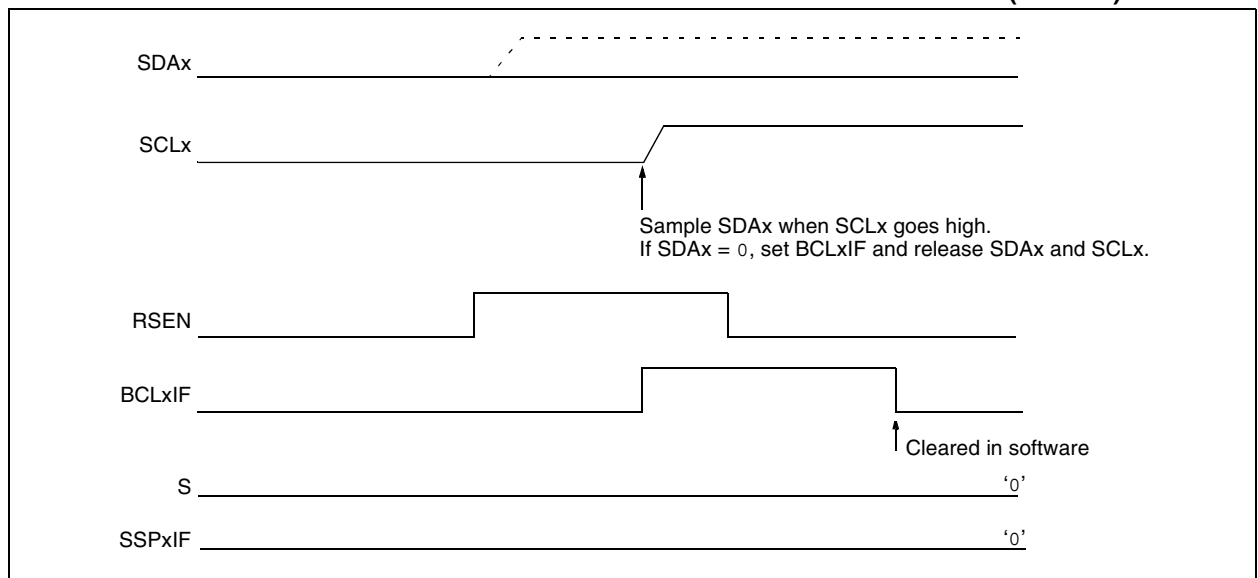 SDAx
SCLx
Sample SDAx when SCLx goes high.
If SDAx = 0, set BCLxIF and release SDAx and SCLx.
RSEN
BCLxIF
Cleared in software
S
‘0’
SSPxIF
‘0’